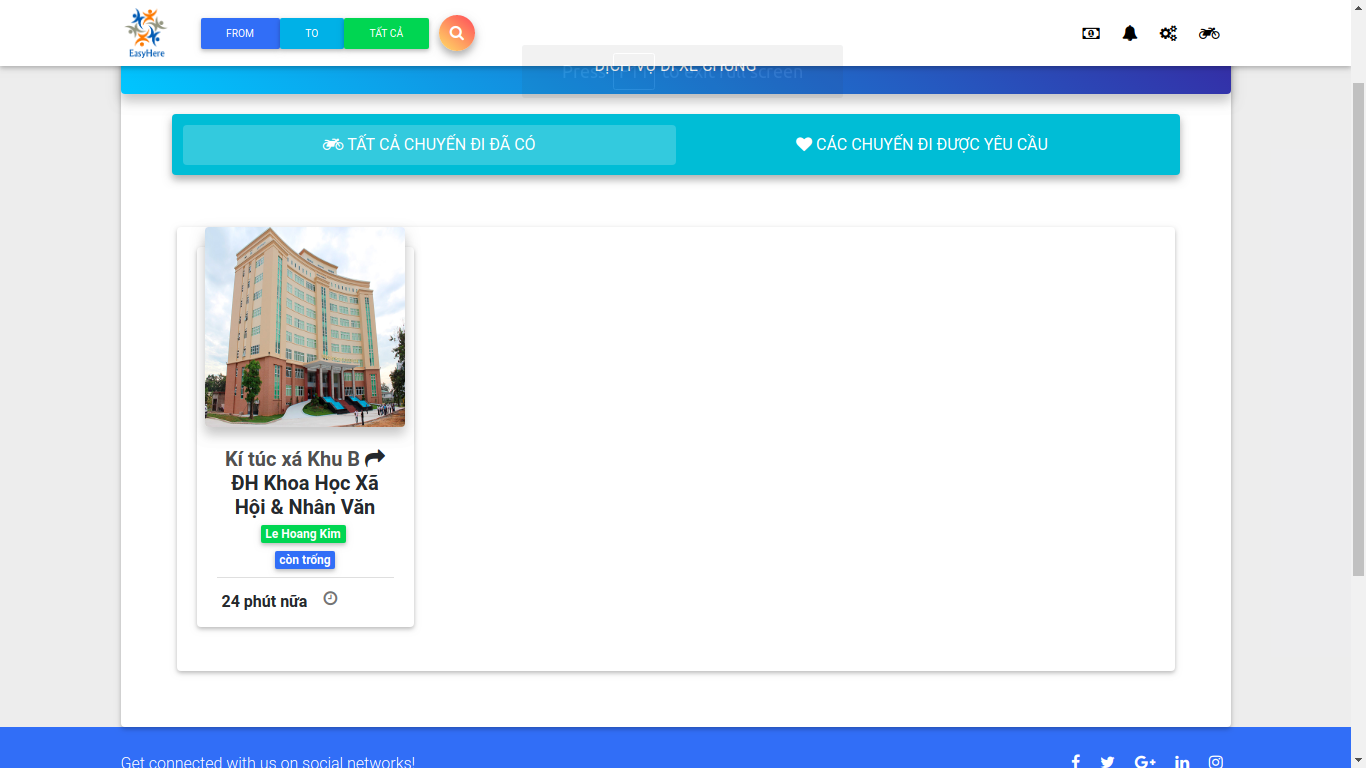 EasyHere
FROM
TO
TẤT CẢ
DỊCH VỤ ĐI XE CHUNG
Press F11 to exit full screen
TẤT CẢ CHUYẾN ĐI ĐÃ CÓ
CÁC CHUYẾN ĐI ĐƯỢC YÊU CẦU
Kí túc xá Khu B
ĐH Khoa Học Xã
Hội & Nhân Văn
Le Hoang Kim
còn trống
24 phút nữa
Get connected with us on social networks!